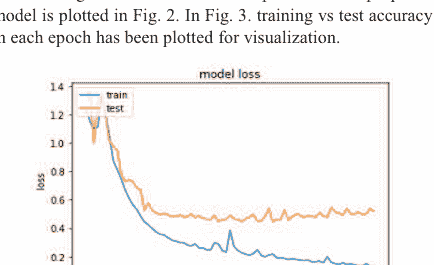 model is plotted in Fig. 2. In Fig. 3. training vs test accuracy
n each epoch has been plotted for visualization.
model loss
train
test
loss
1.4
1.2
1.0
0.8
0.6
0.4
0.2